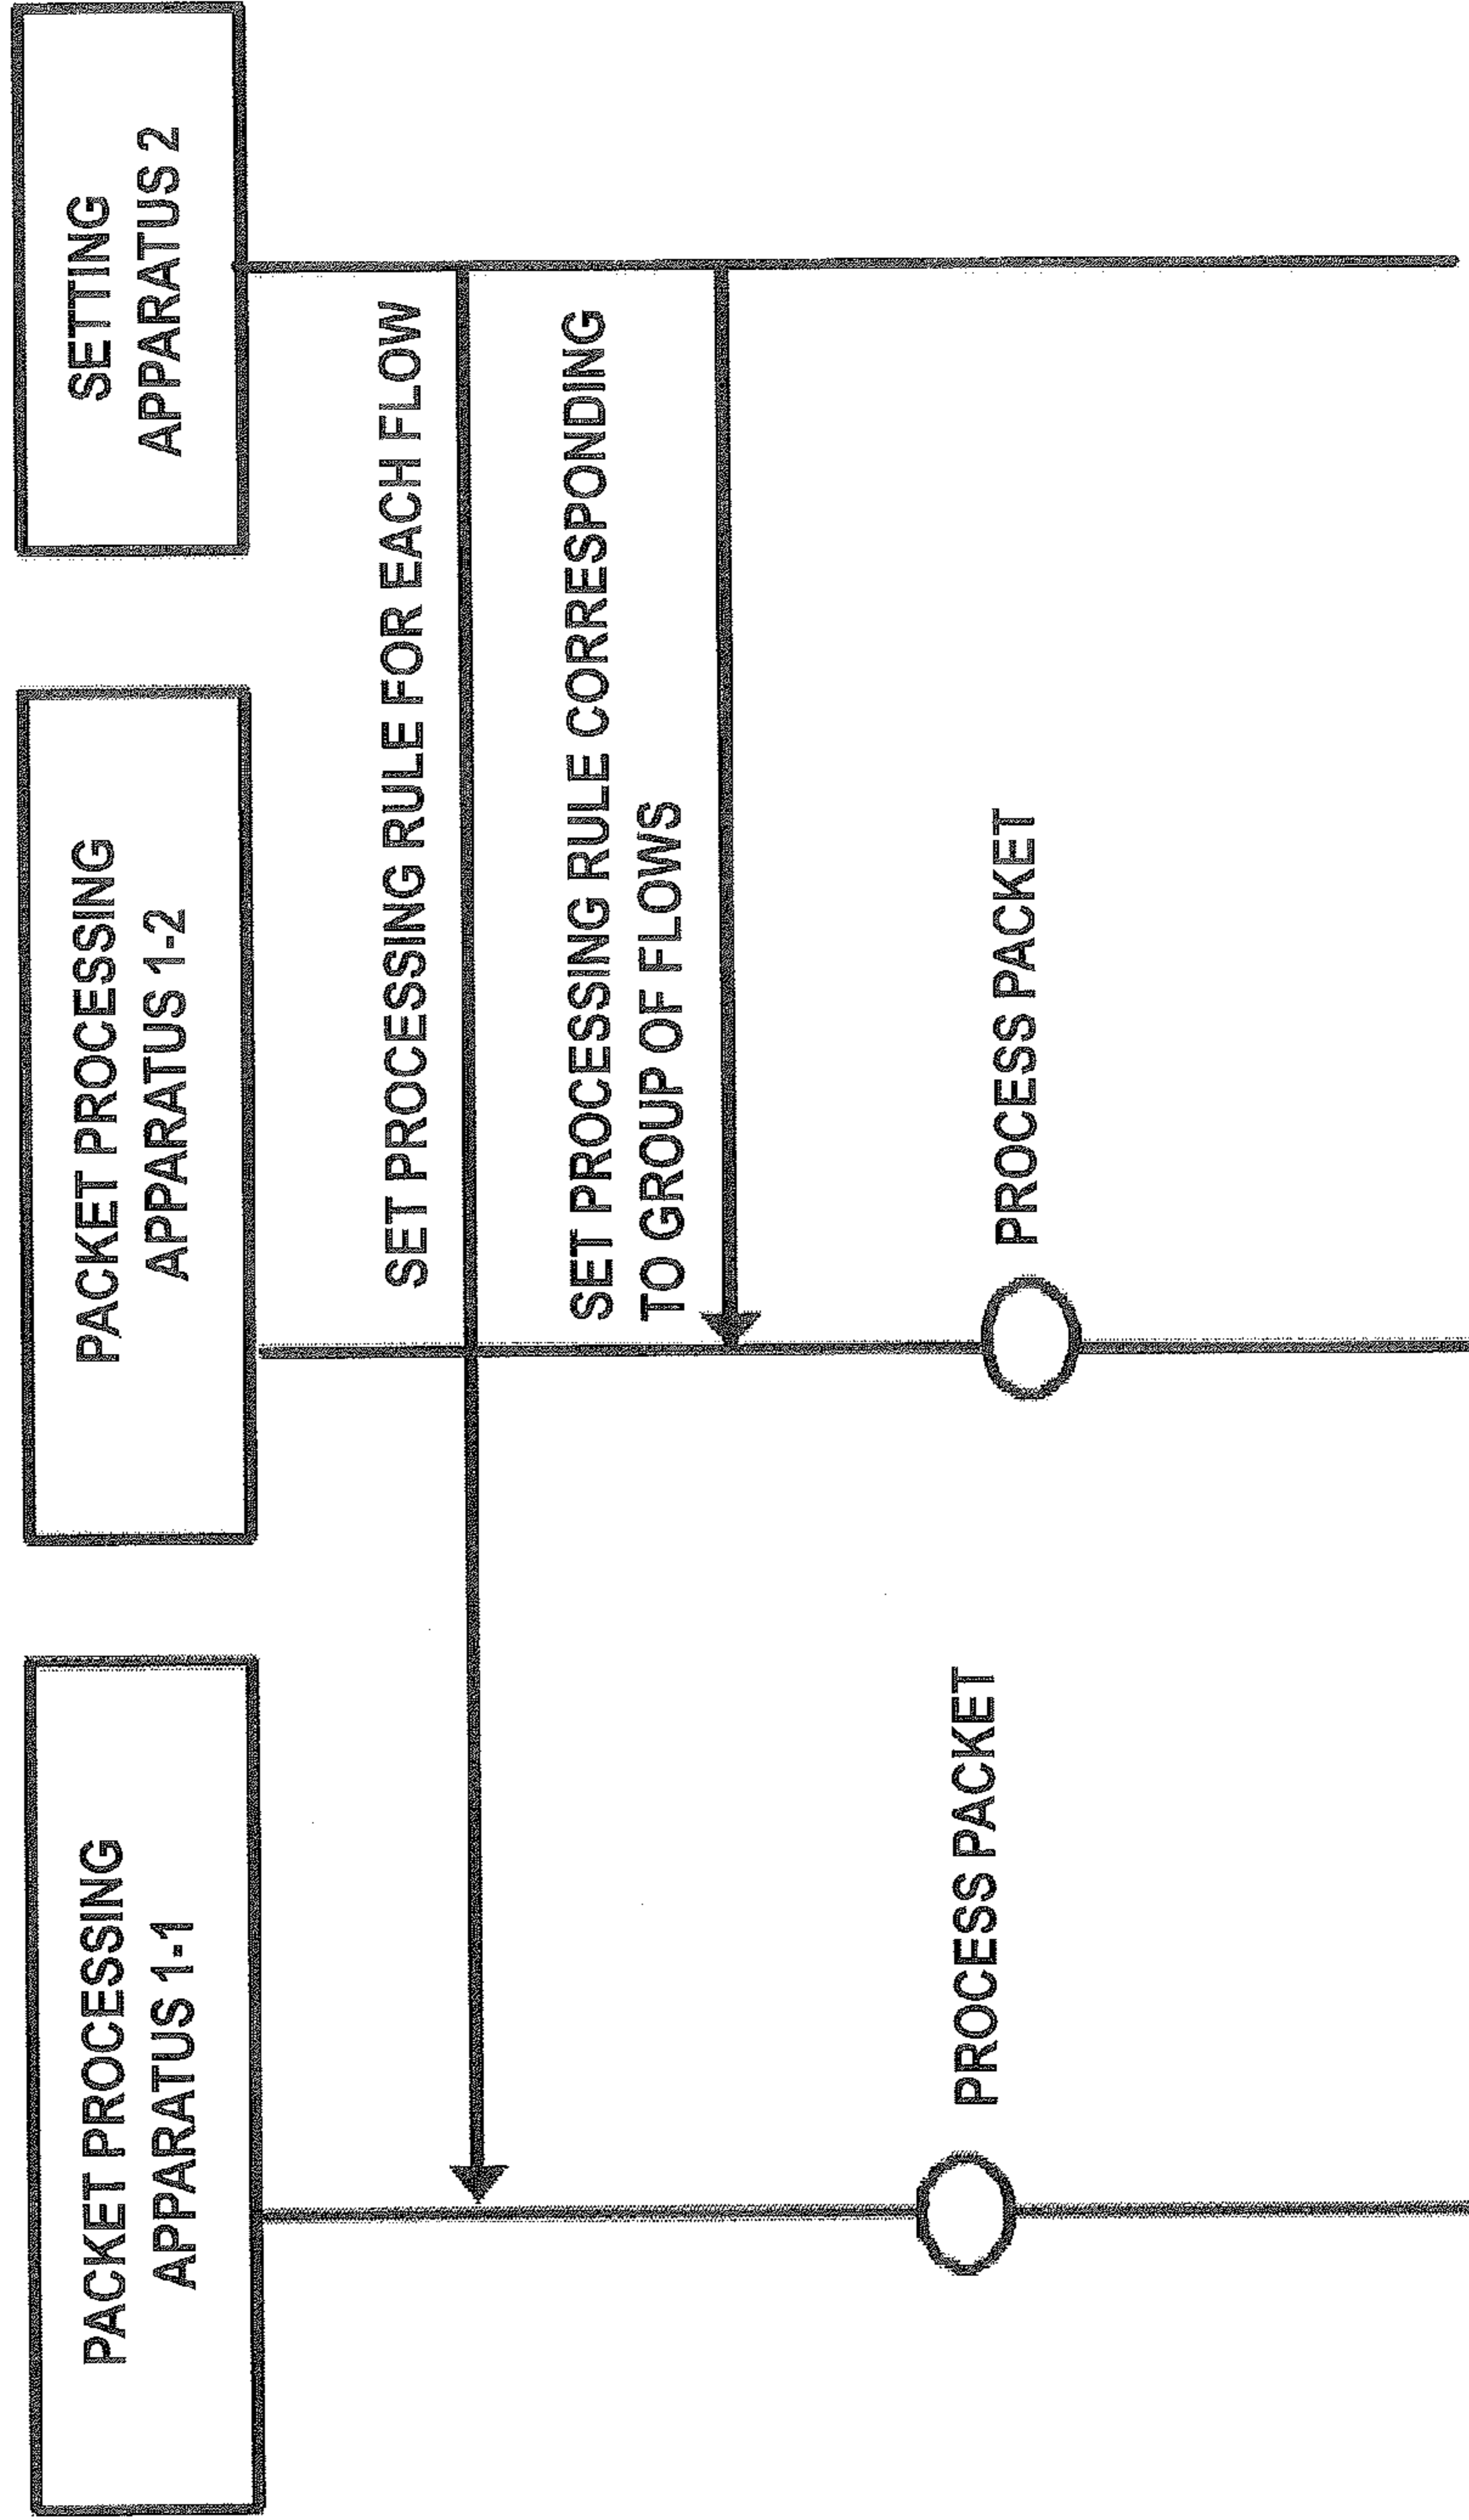 PACKET PROCESSING
APPARATUS 1-1
PACKET PROCESSING
APPARATUS 1-2
SETTING
APPARATUS 2
SET PROCESSING RULE FOR EACH FLOW
SET PROCESSING RULE CORRESPONDING
TO GROUP OF FLOWS
PROCESS PACKET
PROCESS PACKET